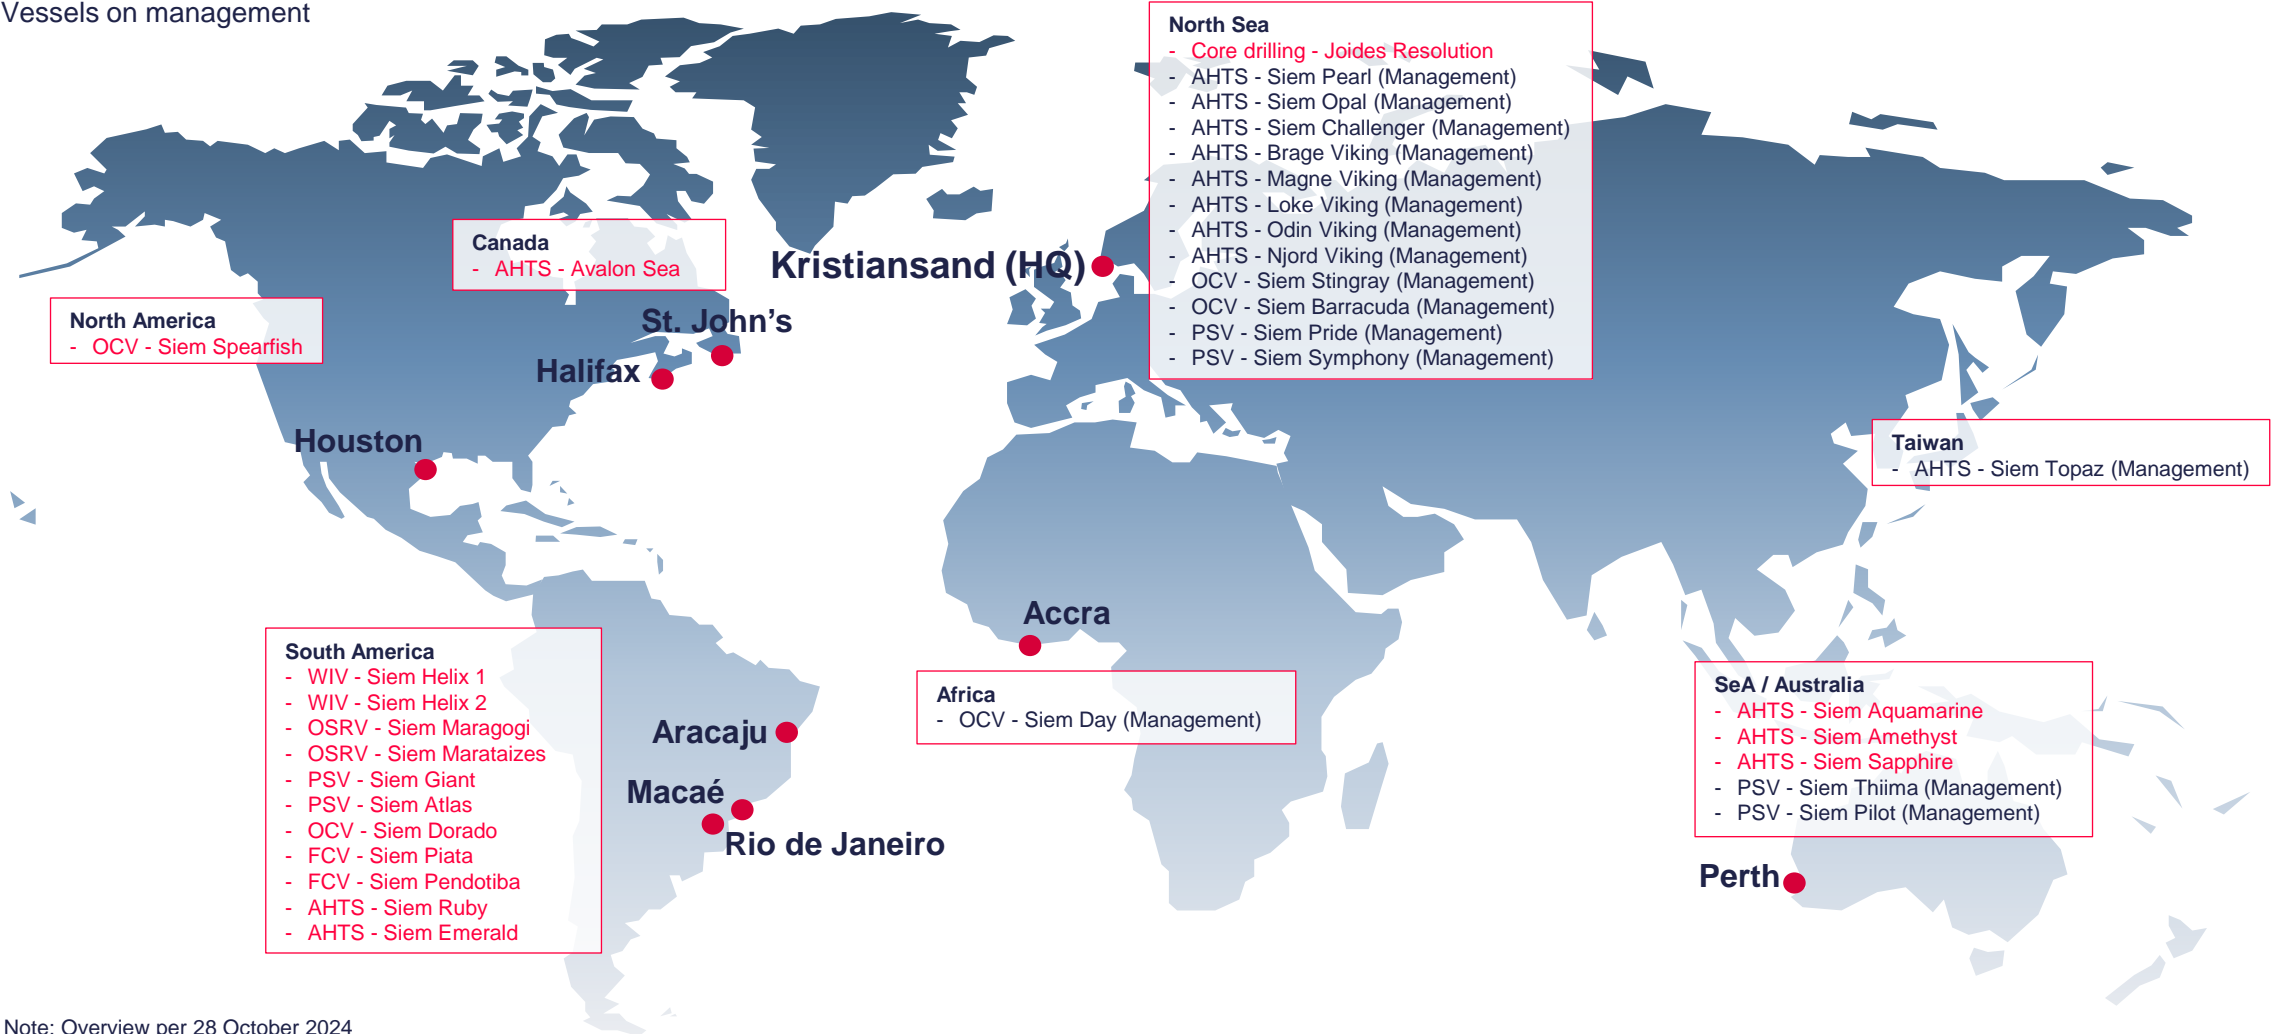 Vessels on management
North Sea
- Core drilling - Joides Resolution
- AHTS - Siem Pearl (Management)
- AHTS - Siem Opal (Management)
- AHTS - Siem Challenger (Management)
- AHTS - Brage Viking (Management)
- AHTS - Magne Viking (Management)
- AHTS - Loke Viking (Management)
- AHTS - Odin Viking (Management)
- AHTS - Njord Viking (Management)
- OCV - Siem Stingray (Management)
- OCV - Siem Barracuda (Management)
- PSV - Siem Pride (Management)
- PSV - Siem Symphony (Management)
Canada
- AHTS - Avalon Sea
Kristiansand (HQ)
North America
- OCV - Siem Spearfish
St. John’s
Halifax
Houston
Taiwan
- AHTS - Siem Topaz (Management)
Accra
South America
- WIV - Siem Helix 1
- WIV - Siem Helix 2
- OSRV - Siem Maragogi
- OSRV - Siem Marataizes
- PSV - Siem Giant
- PSV - Siem Atlas
- OCV - Siem Dorado
- FCV - Siem Piata
- FCV - Siem Pendotiba
- AHTS - Siem Ruby
- AHTS - Siem Emerald
Africa
- OCV - Siem Day (Management)
Aracaju
Macaé
Rio de Janeiro
SeA / Australia
- AHTS - Siem Aquamarine
- AHTS - Siem Amethyst
- AHTS - Siem Sapphire
- PSV - Siem Thiima (Management)
- PSV - Siem Pilot (Management)
Perth
Note: Overview per 28 October 2024